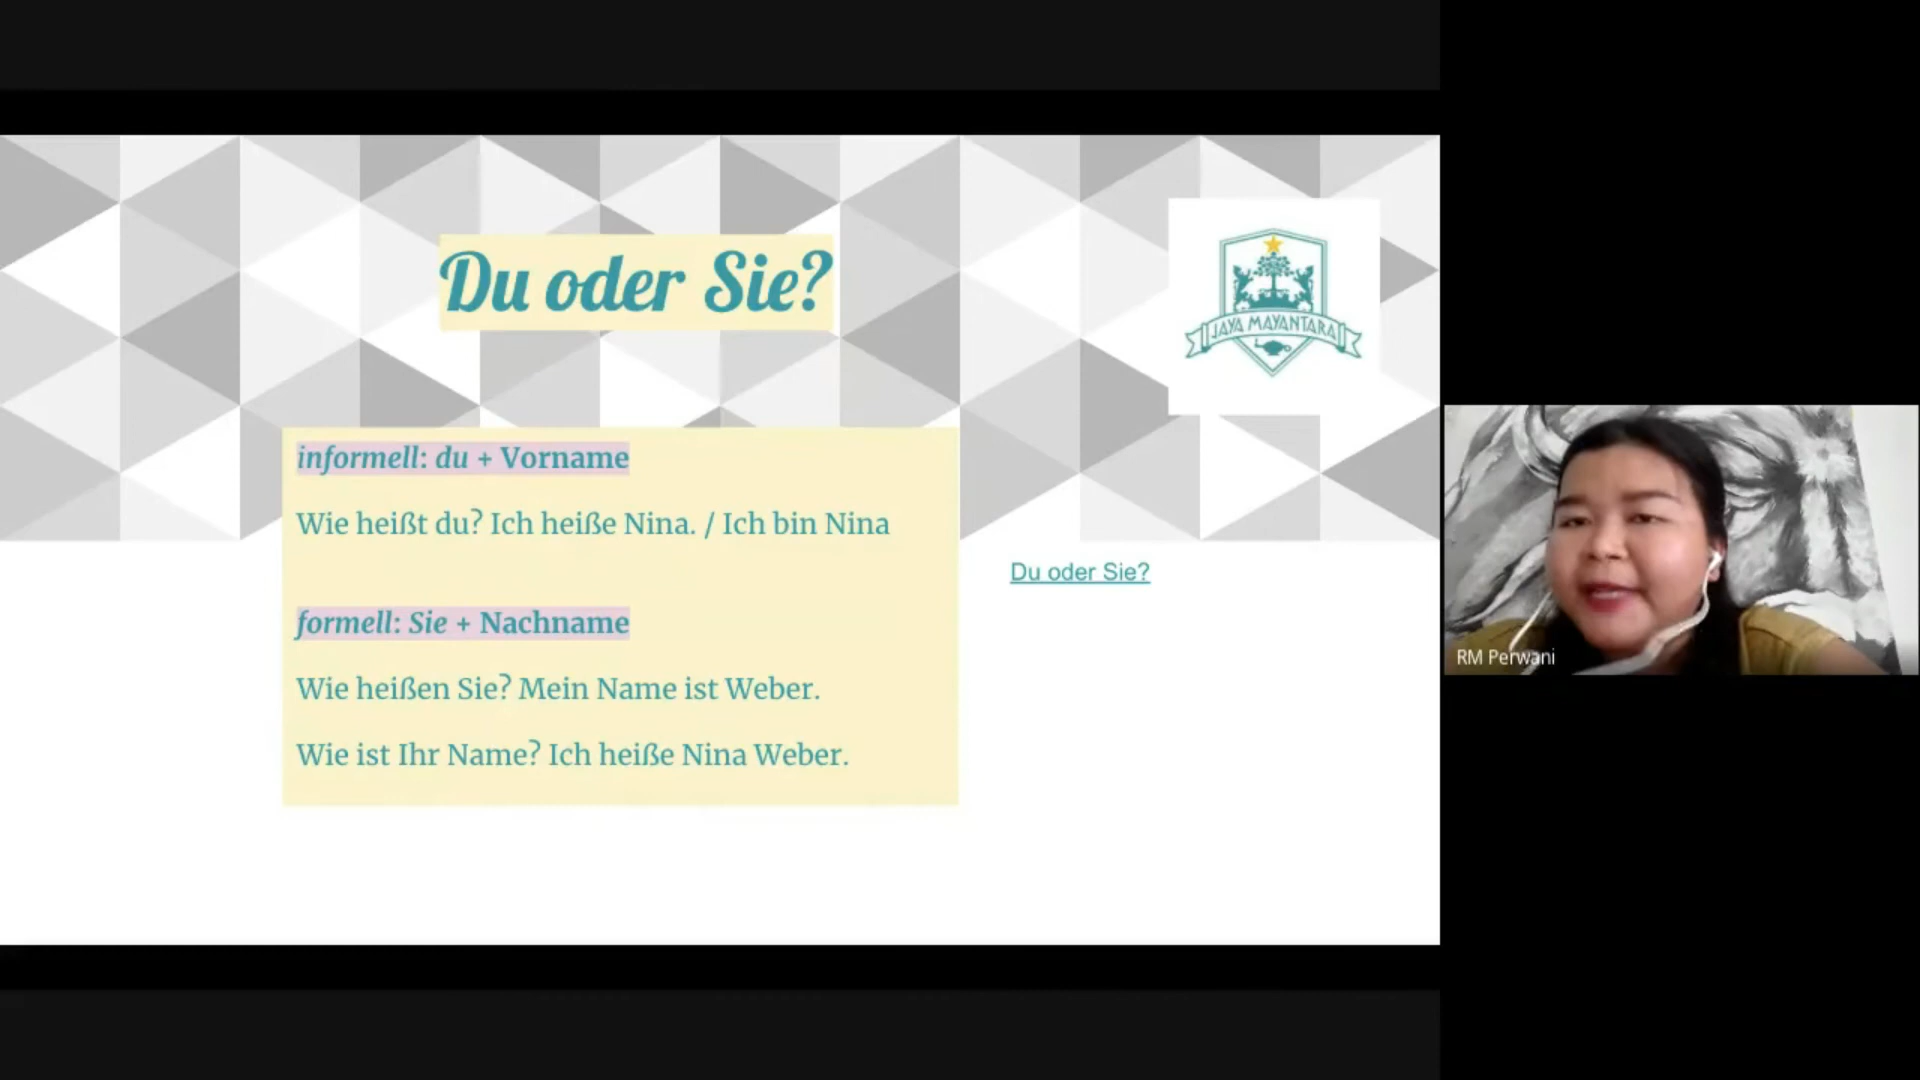 Du oder Sie?
JAYA MAYANTARA
informell: du + Vorname
Wie heißt du? Ich heiße Nina. / Ich bin Nina
Du oder Sie?
formell: Sie + Nachname
Wie heißen Sie? Mein Name ist Weber.
Wie ist Ihr Name? Ich heiße Nina Weber.
RM Perwani